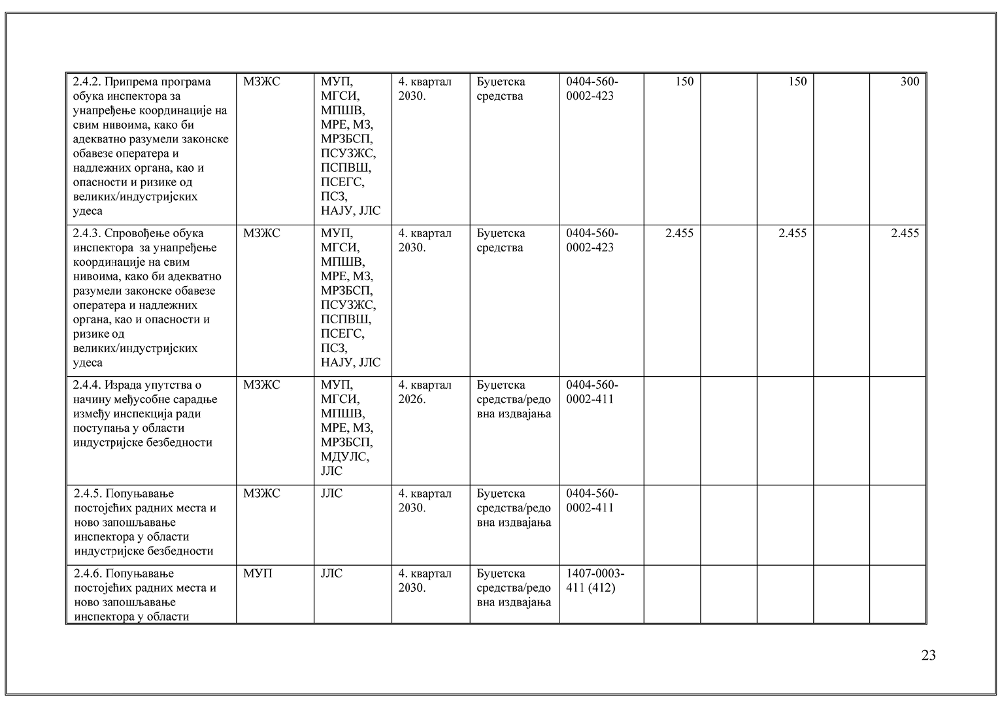 2.4.2. Припрема програма
обука инспектора за
унапређење координације на
свим нивоима, како би
адекватно разумели законске
обавезе оператера и
надлежних органа, као и
опасности и ризике од
великих/индустријских
удеса
МЗЖС
МУП,
МГСИ,
МПШВ,
МРЕ, МЗ,
МРЗБСП,
ПСУЗЖС,
ПСПВШ,
ПСЕГС,
ПСЗ,
НАЈУ, ЈЛС
4. квартал
2030.
Буџетска
средства
0404-560-
0002-423
150
150
300
2.4.3. Спровођење обука
инспектора за унапређење
координације на свим
нивоима, како би адекватно
разумели законске обавезе
оператера и надлежних
органа, као и опасности и
ризике од
великих/индустријских
удеса
МЗЖС
МУП,
МГСИ,
МПШВ,
МРЕ, МЗ,
МРЗБСП,
ПСУЗЖС,
ПСПВШ,
ПСЕГС,
ПСЗ,
НАЈУ, ЈЛС
4. квартал
2030.
Буџетска
средства
0404-560-
0002-423
2.455
2.455
2.455
2.4.4. Израда упутства о
начину међусобне сарадње
између инспекција ради
поступања у области
индустријске безбедности
МЗЖС
МУП,
МГСИ,
МПШВ,
МРЕ, МЗ,
МРЗБСП,
МДУЛС,
ЈЛС
4. квартал
2026.
Буџетска
средства/редо
вна издвајања
0404-560-
0002-411
2.4.5. Попуњавање
постојећих радних места и
ново запошљавање
инспектора у области
индустријске безбедности
МЗЖС
ЈЛС
4. квартал
2030.
Буџетска
средства/редо
вна издвајања
0404-560-
0002-411
2.4.6. Попуњавање
постојећих радних места и
ново запошљавање
инспектора у области
МУП
ЈЛС
4. квартал
2030.
Буџетска
средства/редо
вна издвајања
1407-0003-
411 (412)
23